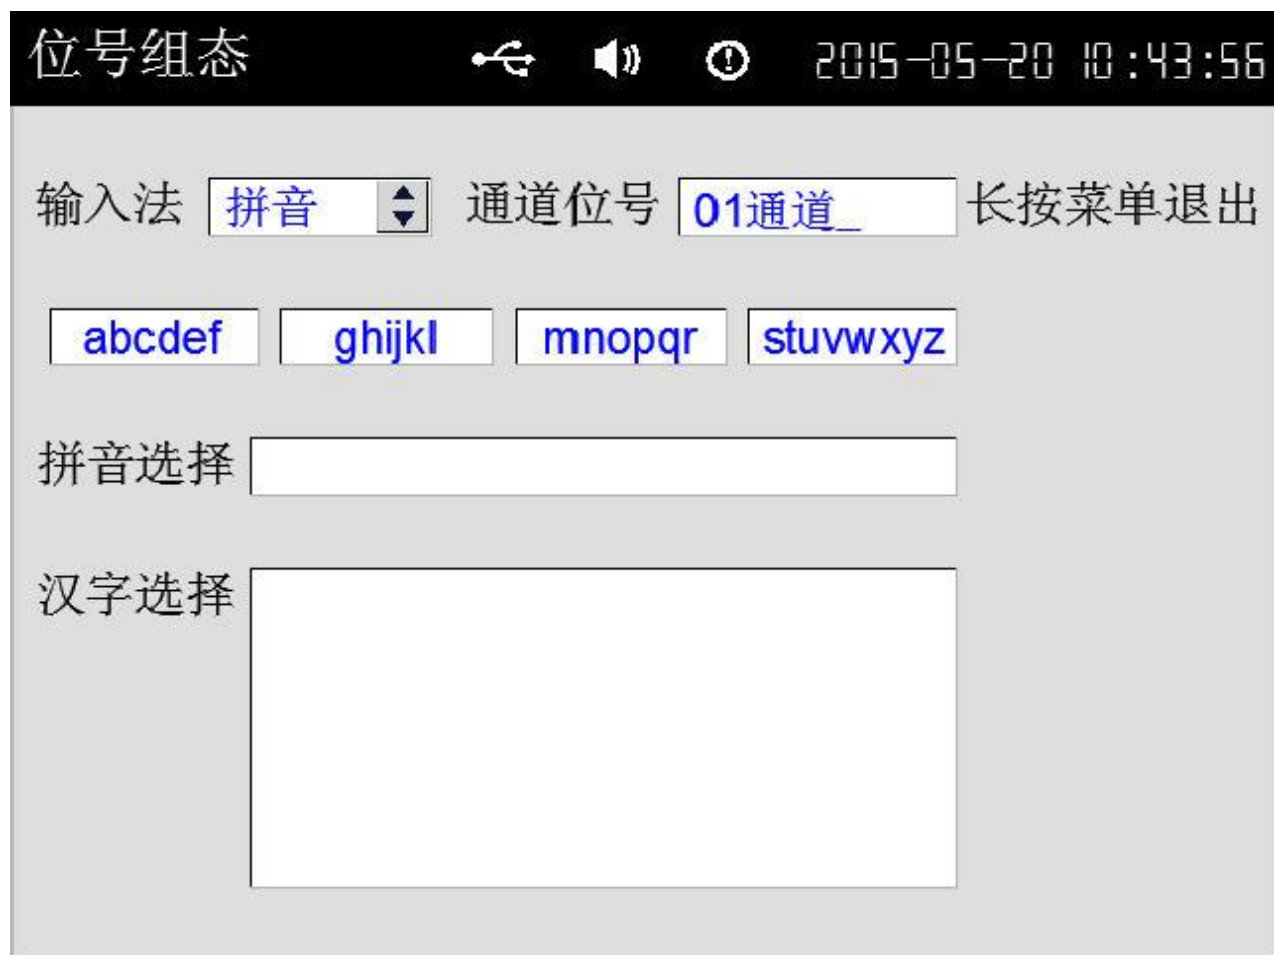 位号组态 2015-05-20 10:43:56
输入法 拼音 通道位号 01通道_ 长按菜单退出
abcdef ghijkl mnopqr stuvwxyz
拼音选择
汉字选择